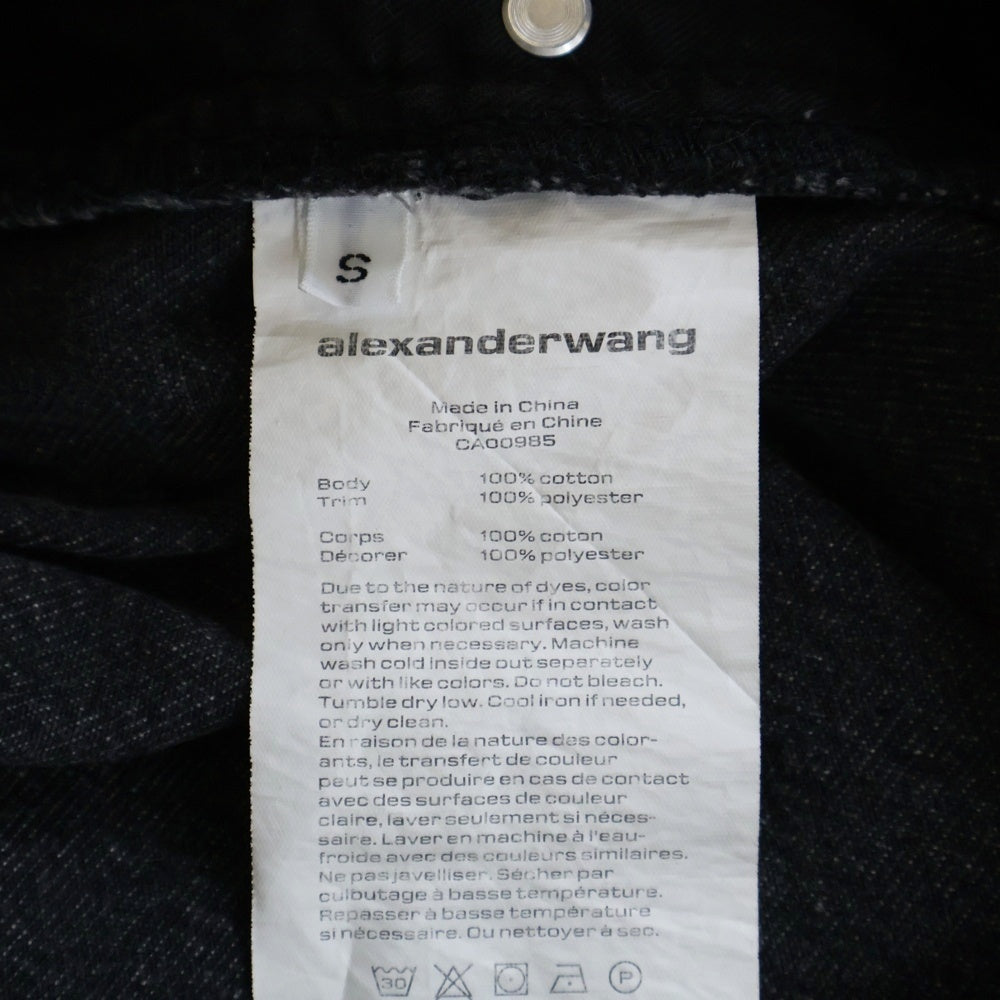 S
alexanderwang
Made in China
Fabriqué en Chine
CA00985
Body 100% cotton
Trim 100% polyester
Corps 100% coton
Décorer 100% polyester
Due to the nature of dyes, color
transfer may occur if in contact
with light colored surfaces, wash
only when necessary. Machine
wash cold inside out separately
or with like colors. Do not bleach.
Tumble dry low. Cool iron if needed,
or dry clean.
En raison de la nature des color-
ants, le transfert de couleur
peut se produire en cas de contact
avec des surfaces de couleur
claire, laver seulement si néces-
saire. Laver en machine à l'eau-
froide avec des couleurs similaires.
Ne pas javelliser. Sécher par
culbutage à basse température.
Repasser à basse température
si nécessaire. Ou nettoyer à sec.
30 P